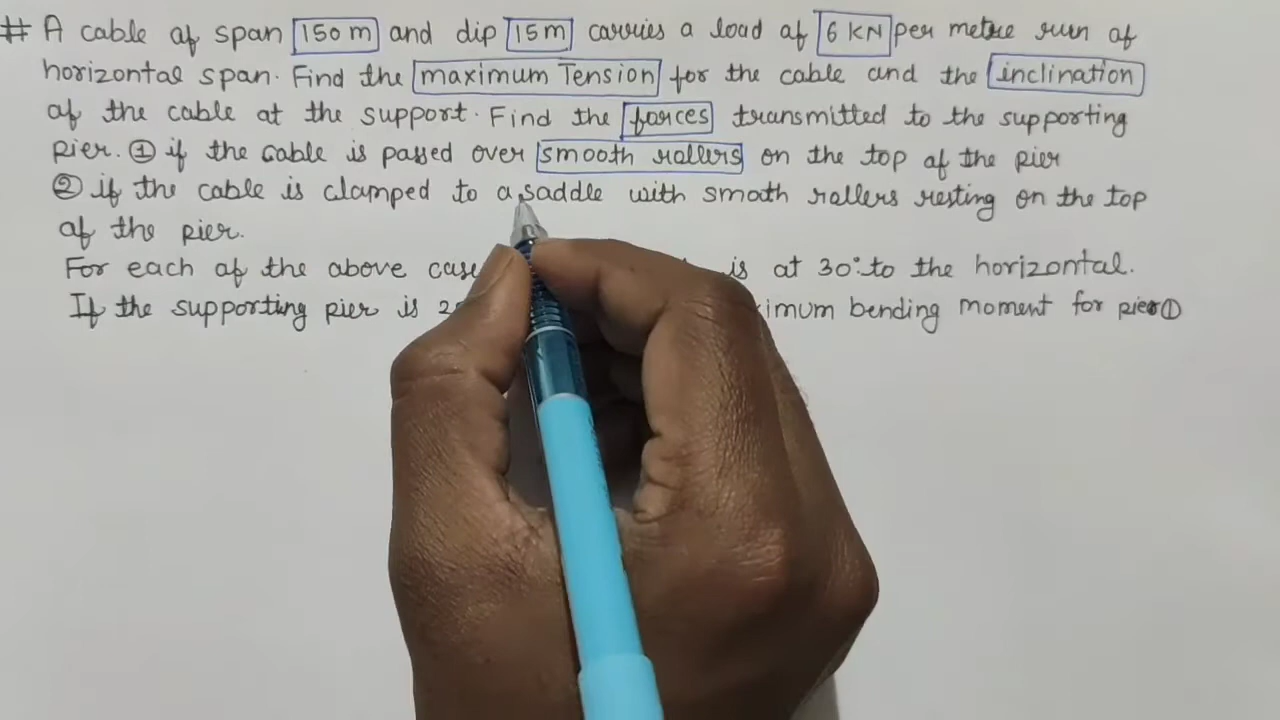 # A cable of span 150 m and dip 15 m carries a load of 6 KN per metre run of
horizontal span. Find the maximum Tension for the cable and the inclination
of the cable at the support. Find the forces transmitted to the supporting
pier. ① if the cable is passed over smooth rollers on the top of the pier
② if the cable is clamped to a saddle with smoth rollers resting on the top
of the pier.
For each of the above case is at 30° to the horizontal.
If the supporting pier is bending moment for pier ①